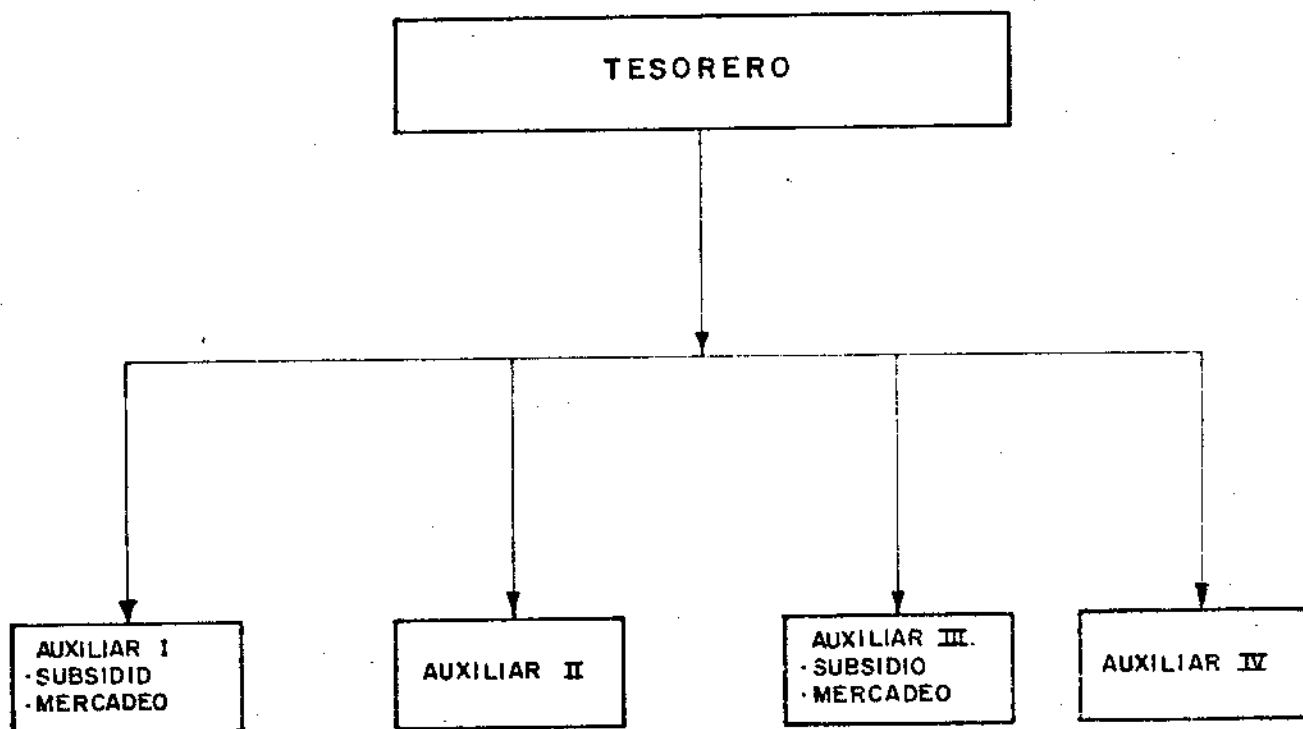 TESORERO
AUXILIAR I
·SUBSIDID
·MERCADEO
AUXILIAR II
AUXILIAR III.
·SUBSIDIO
·MERCADEO
AUXILIAR IV